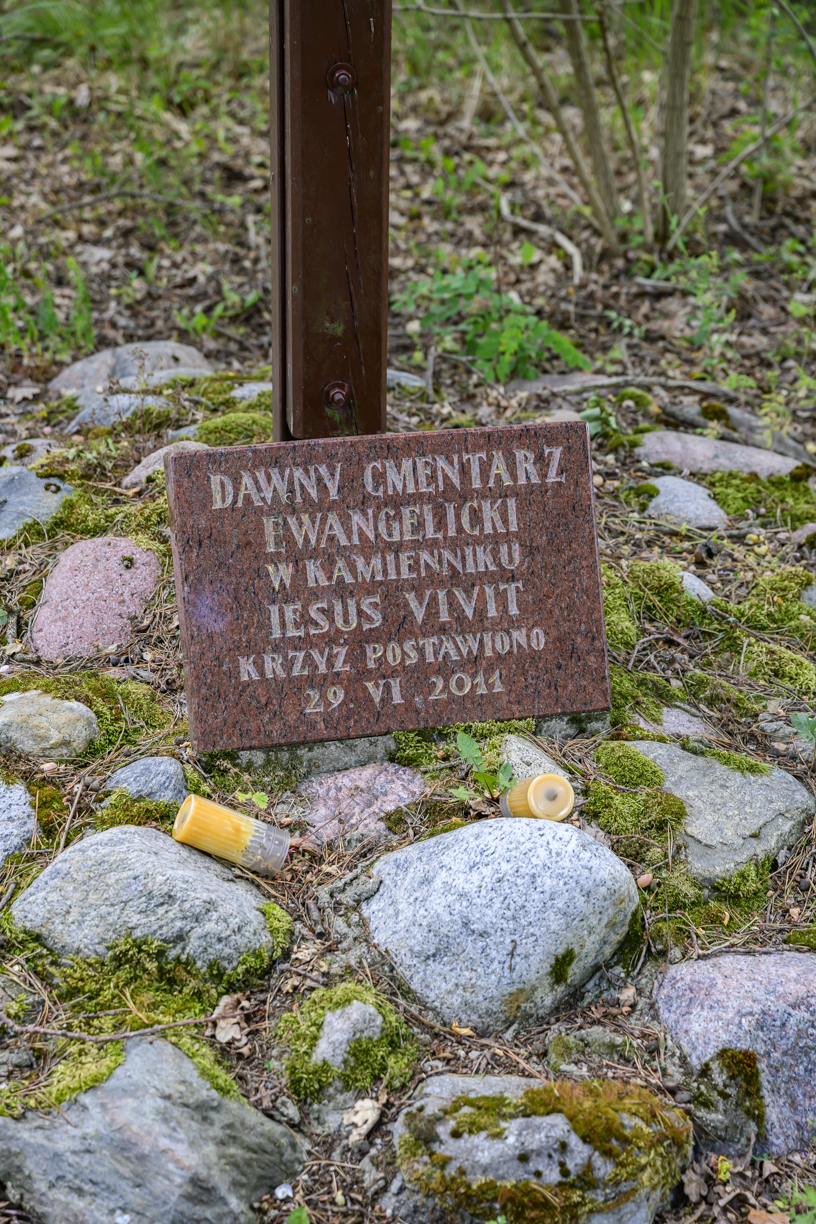 DAWNY CMENTARZ
EWANGELICKI
W KAMIENNIKU
IESUS VIVIT
KRZYŻ POSTAWIONO
29.VI.2011